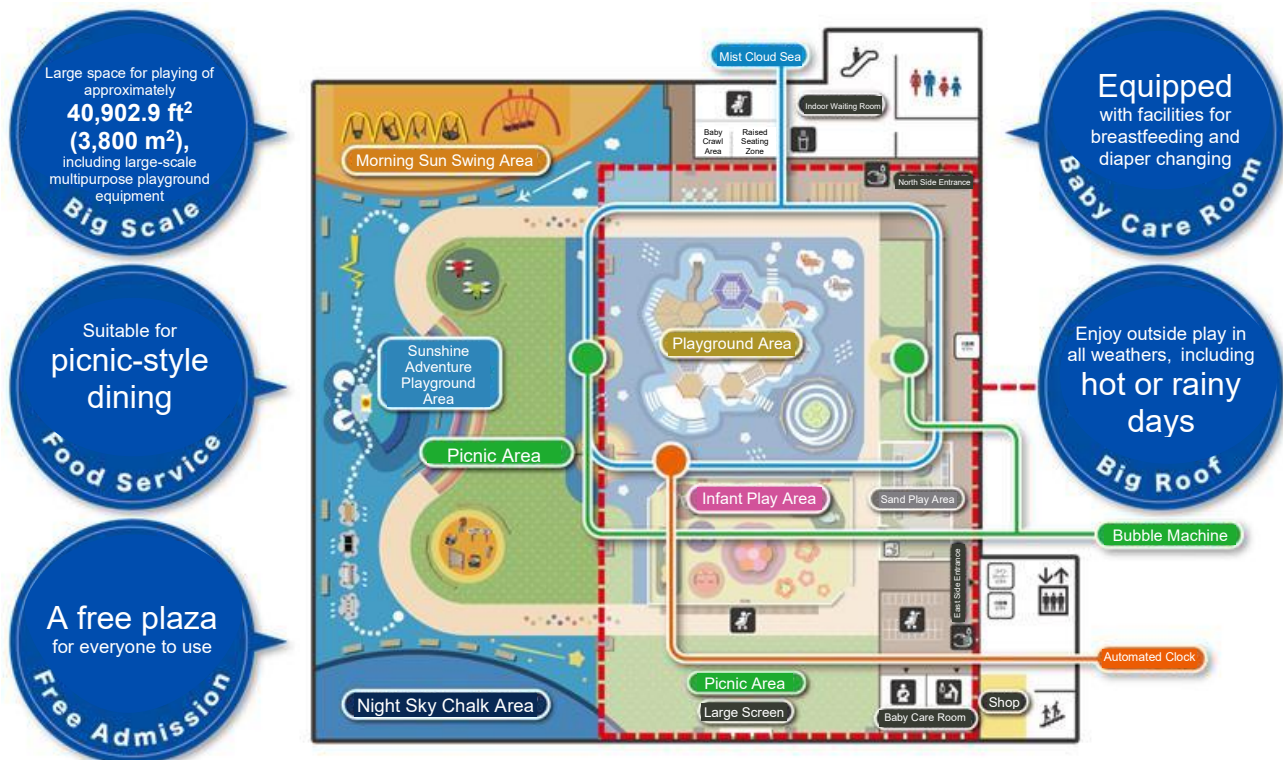 Large space for playing of
approximately
40,902.9 ft2
(3,800 m2),
including large-scale
multipurpose playground
equipment
Big Scale
Suitable for
picnic-style
dining
Food Service
A free plaza
for everyone to use
Free Admission
Mist Cloud Sea
Indoor Waiting Room
Baby
Crawl
Area
Raised
Seating
Zone
Morning Sun Swing Area
North Side Entrance
Playground Area
Sunshine
Adventure
Playground
Area
Picnic Area
Infant Play Area
Sand Play Area
Bubble Machine
East Side Entrance
Automated Clock
Picnic Area
Large Screen
Night Sky Chalk Area
Baby Care Room
Shop
Equipped
with facilities for
breastfeeding and
diaper changing
Baby Care Room
Enjoy outside play in
all weathers, including
hot or rainy
days
Big Roof